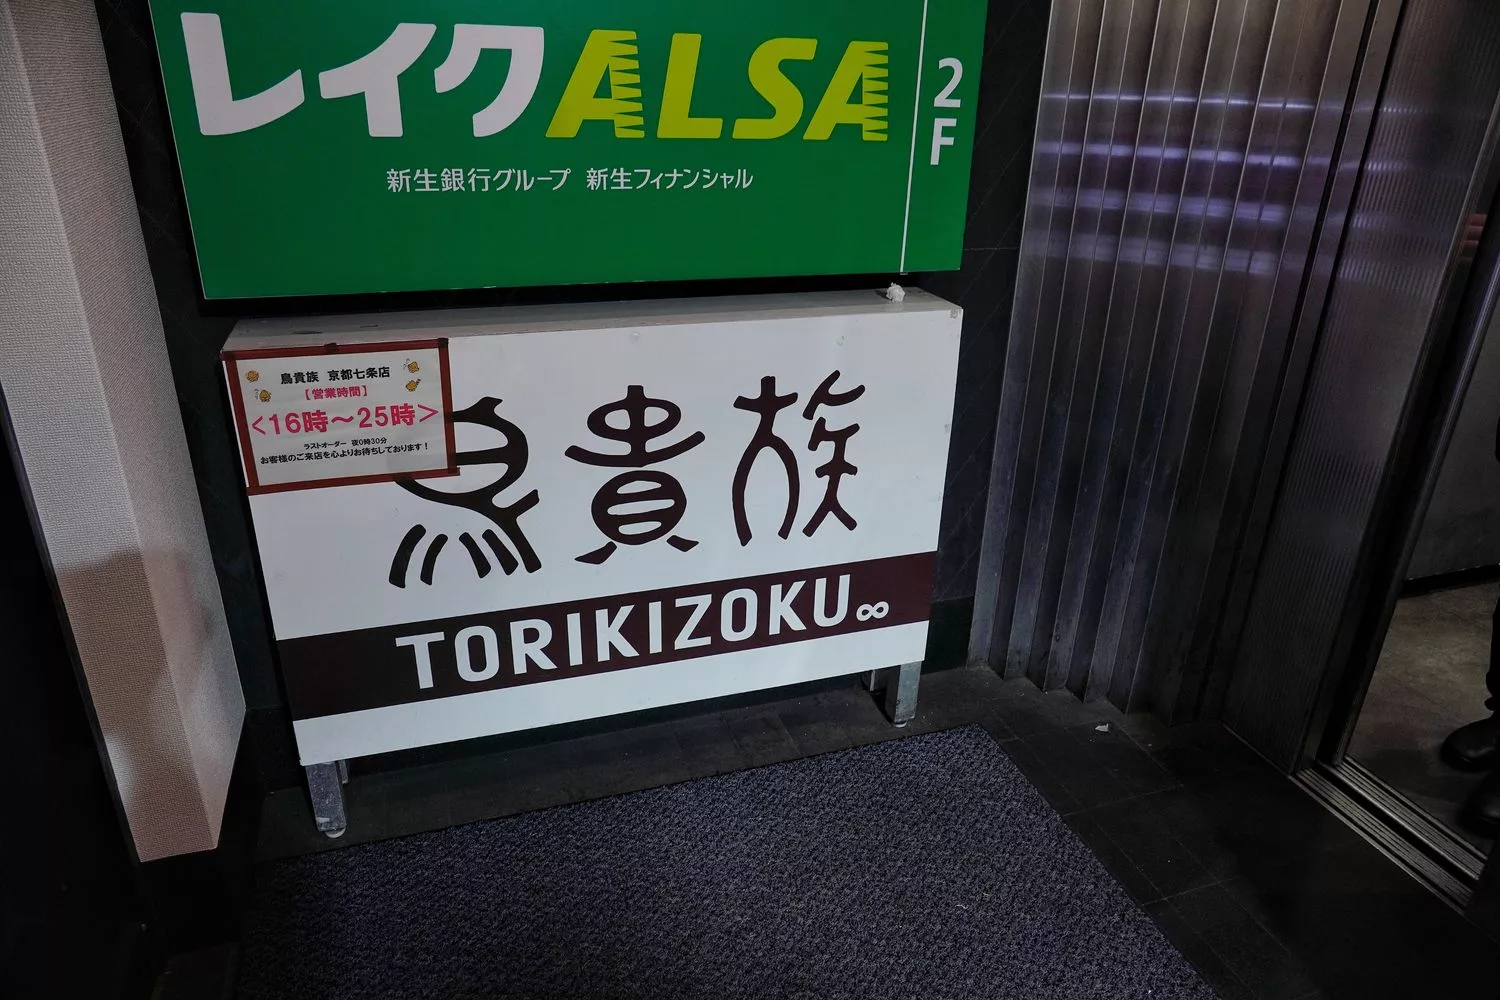 レイクALSA
2F
新生銀行グループ 新生フィナンシャル
鳥貴族 京都七条店
【営業時間】
<16時～25時>
ラストオーダー 夜0時30分
お客様のご来店を心よりお待ちしております！
鳥貴族
TORIKIZOKU∞